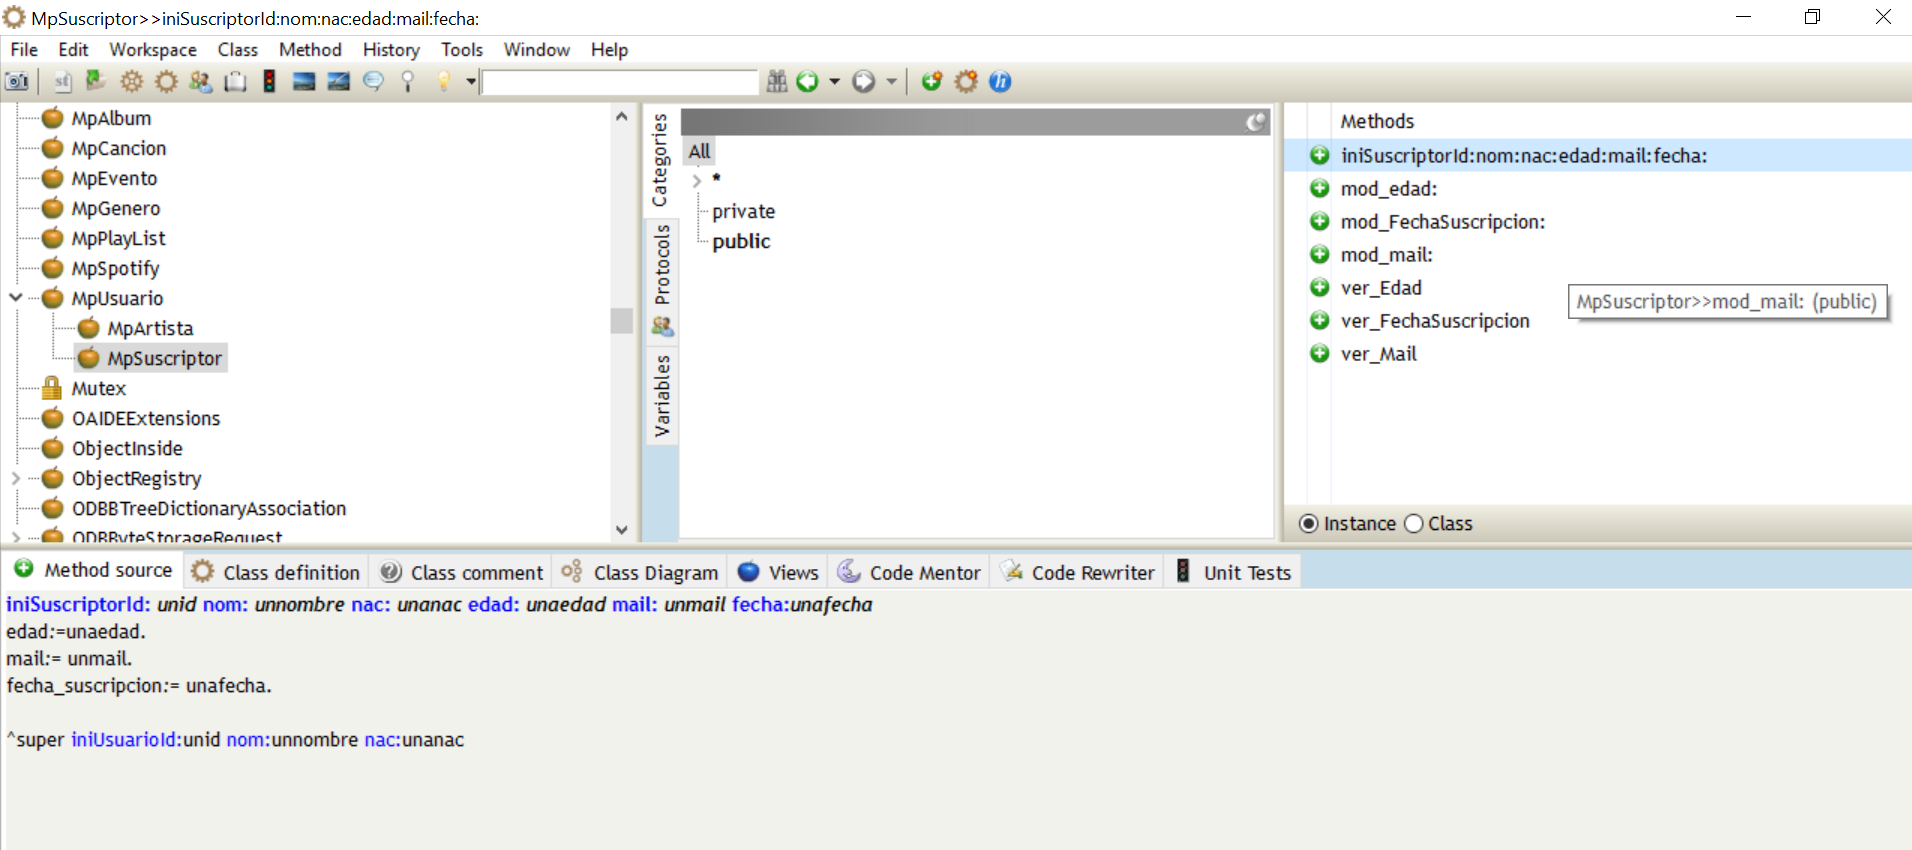 MpSuscriptor>>iniSuscriptorId:nom:nac:edad:mail:fecha:
File Edit Workspace Class Method History Tools Window Help
MpAlbum
MpCancion
MpEvento
MpGenero
MpPlayList
MpSpotify
MpUsuario
MpArtista
MpSuscriptor
Mutex
OAIDEExtensions
ObjectInside
ObjectRegistry
ODBBTreeDictionaryAssociation
ODBByteStorageRequest
Categories
Protocols
Variables
All
*
private
public
Methods
iniSuscriptorId:nom:nac:edad:mail:fecha:
mod_edad:
mod_FechaSuscripcion:
mod_mail:
ver_Edad
ver_FechaSuscripcion
ver_Mail
MpSuscriptor>>mod_mail: (public)
Instance Class
Method source Class definition Class comment Class Diagram Views Code Mentor Code Rewriter Unit Tests
iniSuscriptorId: unid nom: unnombre nac: unanac edad: unaedad mail: unmail fecha:unafecha
edad:=unaedad.
mail:= unmail.
fecha_suscripcion:= unafecha.
^super iniUsuarioId:unid nom:unnombre nac:unanac